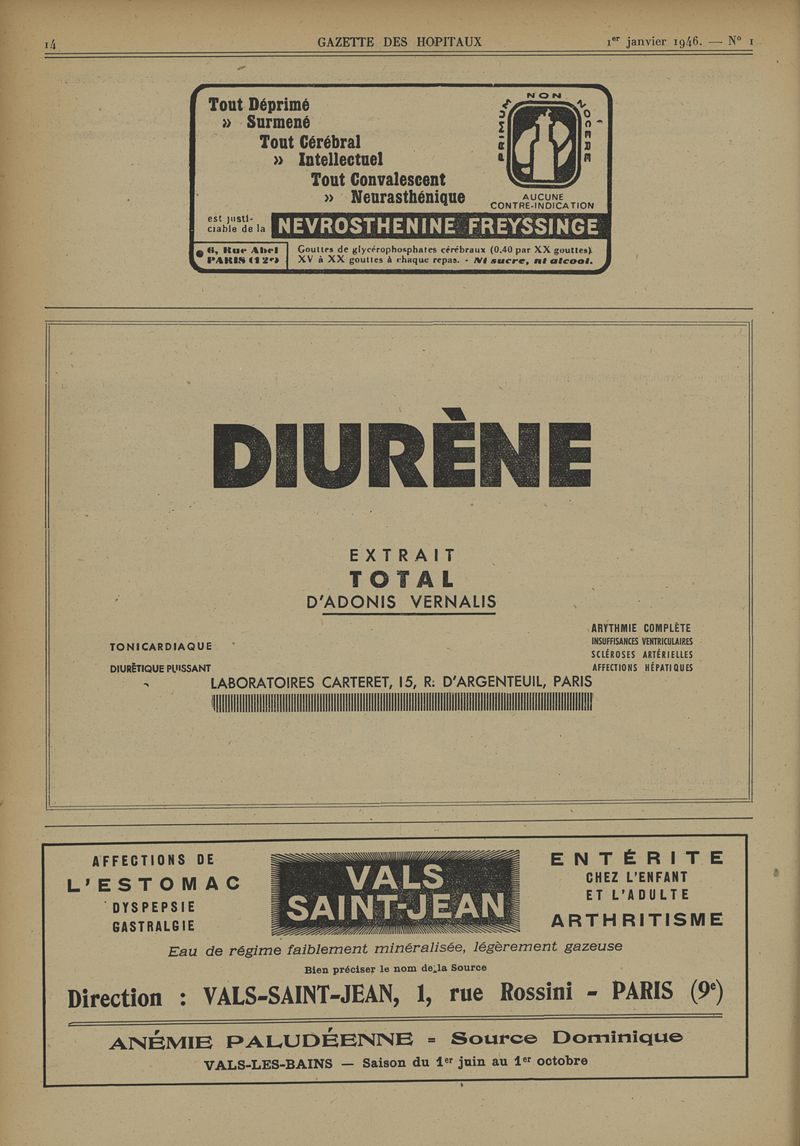 14
GAZETTE DES HOPITAUX
1er janvier 1946. — N° 1
Tout Déprimé
» Surmené
Tout Cérébral
» Intellectuel
Tout Convalescent
» Neurasthénique
PRIMUM NON NOCERE
AUCUNE
CONTRE-INDICATION
est justi-
ciable de la
NEVROSTHENINE FREYSSINGE
6, Rue Abel
PARIS (12e)
Gouttes de glycérophosphates cérébraux (0.40 par XX gouttes).
XV à XX gouttes à chaque repas. - Ni sucre, ni alcool.
DIURÈNE
EXTRAIT
TOTAL
D'ADONIS VERNALIS
TONICARDIAQUE
DIURÉTIQUE PUISSANT
ARYTHMIE COMPLÈTE
INSUFFISANCES VENTRICULAIRES
SCLÉROSES ARTÉRIELLES
AFFECTIONS HÉPATIQUES
LABORATOIRES CARTERET, 15, R. D'ARGENTEUIL, PARIS
AFFECTIONS DE
L'ESTOMAC
DYSPEPSIE
GASTRALGIE
VALS
SAINT-JEAN
ENTÉRITE
CHEZ L'ENFANT
ET L'ADULTE
ARTHRITISME
Eau de régime faiblement minéralisée, légèrement gazeuse
Bien préciser le nom de la Source
Direction : VALS-SAINT-JEAN, 1, rue Rossini - PARIS (9e)
ANÉMIE PALUDÉENNE = Source Dominique
VALS-LES-BAINS — Saison du 1er juin au 1er octobre